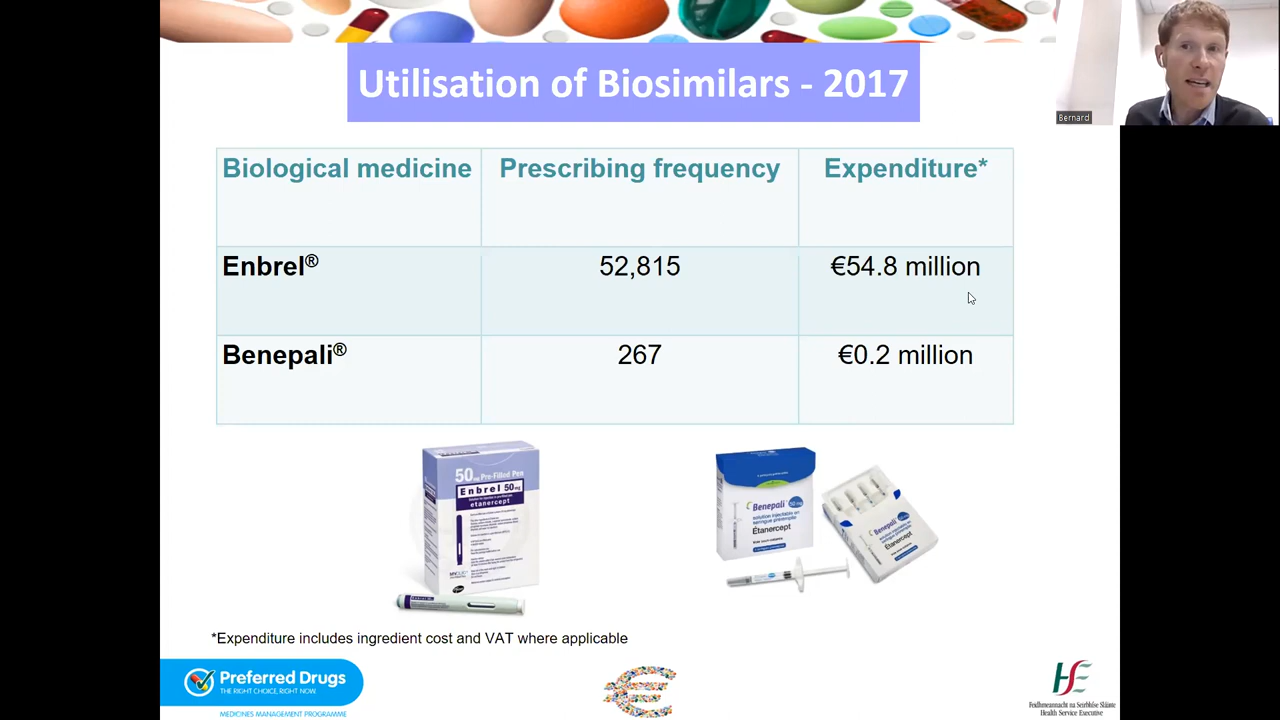 Utilisation of Biosimilars - 2017
Bernard
Biological medicine Prescribing frequency Expenditure*
Enbrel® 52,815 €54.8 million
Benepali® 267 €0.2 million
50mg Pre-Filled Pen
Enbrel 50mg
etanercept
Pfizer
Benepali 50 mg
solution injectable en
seringue préremplie
Étanercept
Benepali
Étanercept
*Expenditure includes ingredient cost and VAT where applicable
Preferred Drugs
THE RIGHT CHOICE, RIGHT NOW
MEDICINES MANAGEMENT PROGRAMME
Feidhmeannacht na Seirbhíse Sláinte
Health Service Executive